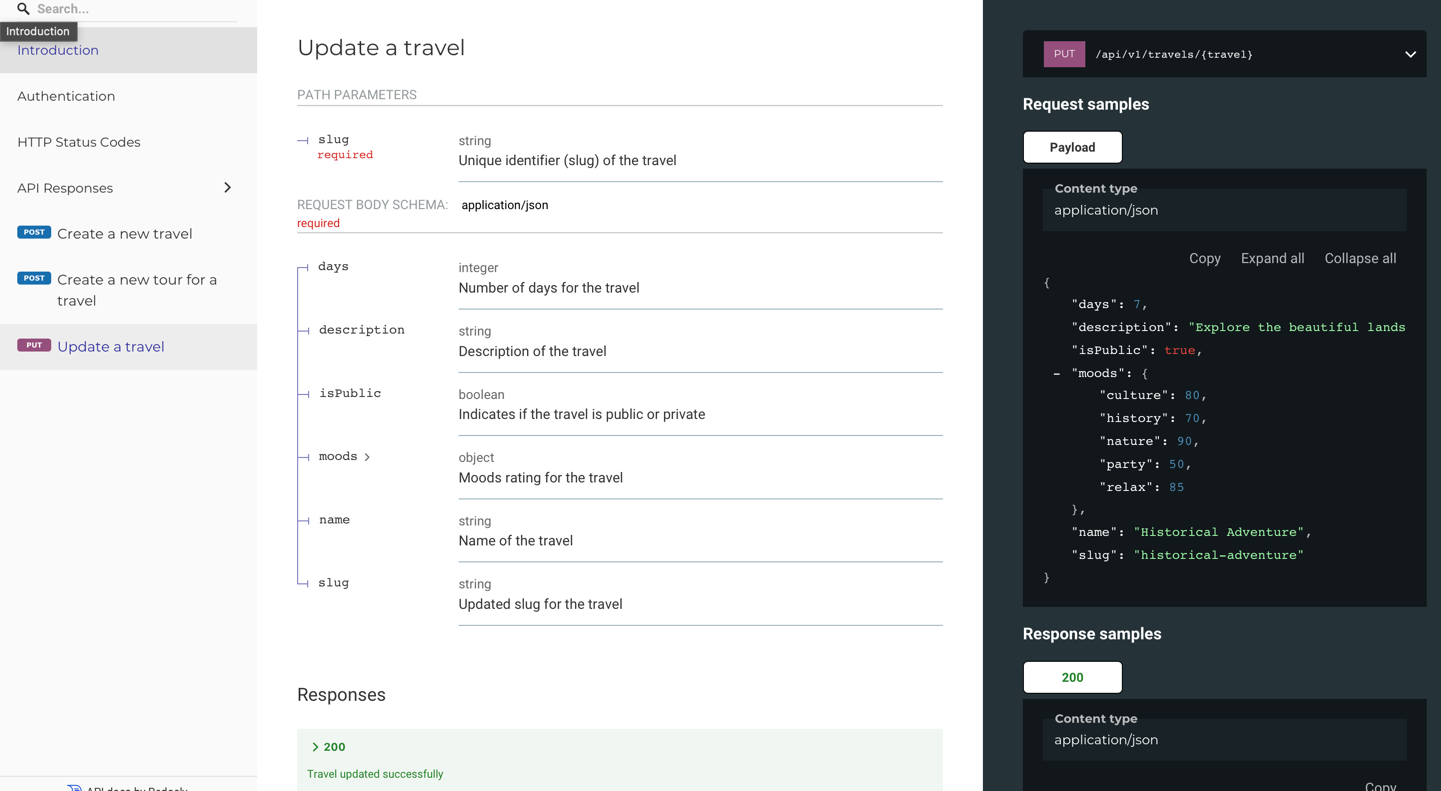 Search...
Introduction
Introduction
Authentication
HTTP Status Codes
API Responses
POST Create a new travel
POST Create a new tour for a
travel
PUT Update a travel
API docs by Redocly
Update a travel
PATH PARAMETERS
slug
required
string
Unique identifier (slug) of the travel
REQUEST BODY SCHEMA: application/json
required
days
integer
Number of days for the travel
description
string
Description of the travel
isPublic
boolean
Indicates if the travel is public or private
moods
object
Moods rating for the travel
name
string
Name of the travel
slug
string
Updated slug for the travel
Responses
200
Travel updated successfully
PUT /api/v1/travels/{travel}
Request samples
Payload
Content type
application/json
Copy Expand all Collapse all
{
"days": 7,
"description": "Explore the beautiful lands
"isPublic": true,
- "moods": {
"culture": 80,
"history": 70,
"nature": 90,
"party": 50,
"relax": 85
},
"name": "Historical Adventure",
"slug": "historical-adventure"
}
Response samples
200
Content type
application/json
Copy